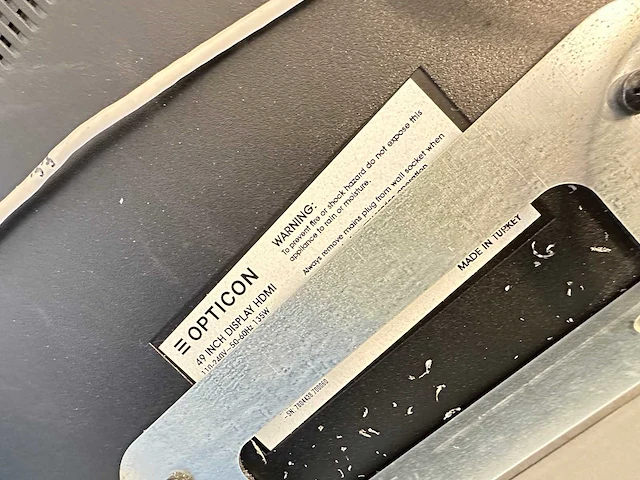 OPTICON
49 INCH DISPLAY HDMI
110-240V~50-60Hz 135W
WARNING:
To prevent fire or shock hazard do not expose this
appliance to rain or moisture.
Always remove mains plug from wall socket when
MADE IN TURKEY